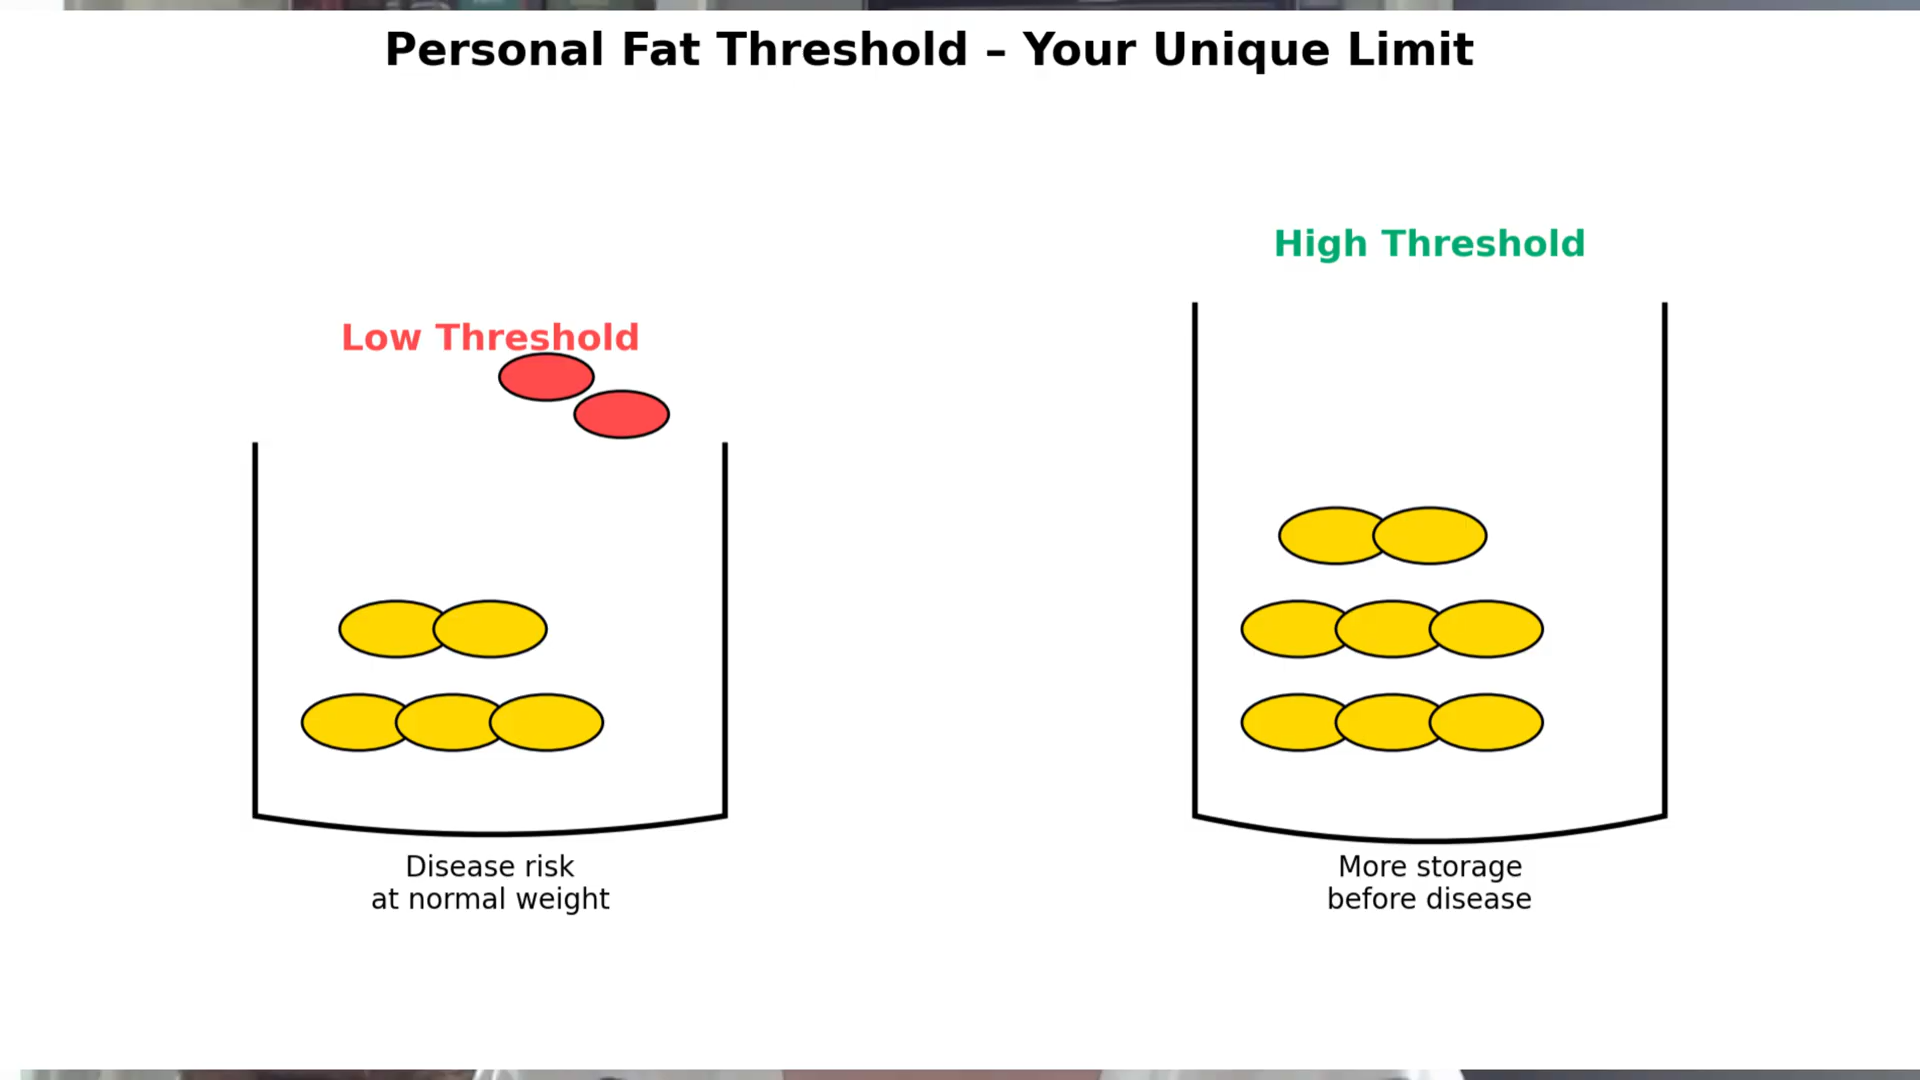 Personal Fat Threshold – Your Unique Limit
High Threshold
Low Threshold
Disease risk
at normal weight
More storage
before disease